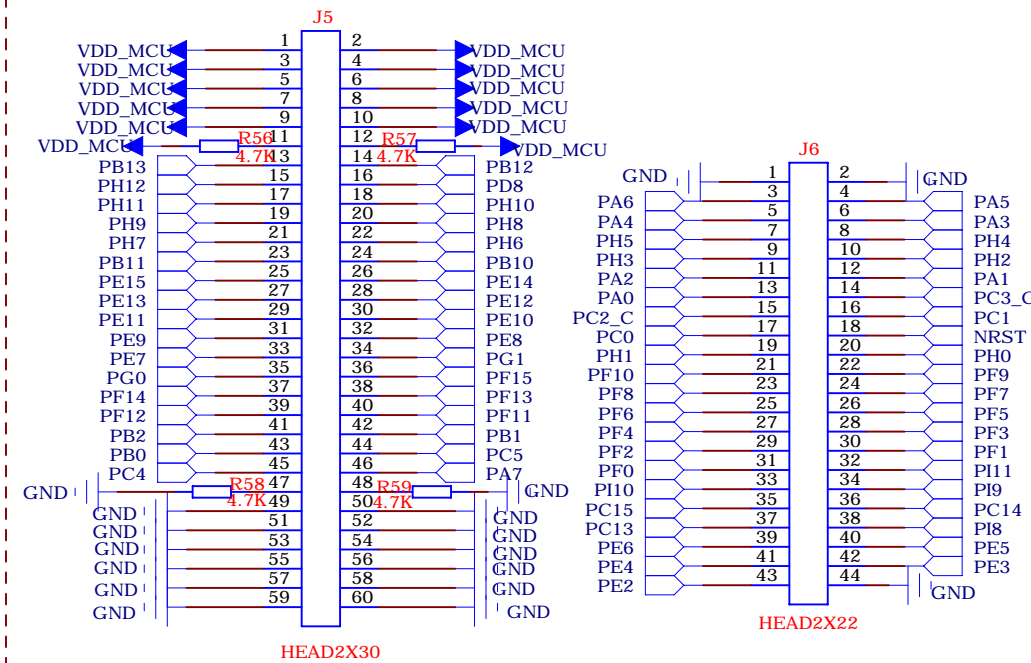 J5
VDD_MCU 1 2 VDD_MCU
VDD_MCU 3 4 VDD_MCU
VDD_MCU 5 6 VDD_MCU
VDD_MCU 7 8 VDD_MCU
VDD_MCU 9 10 VDD_MCU
VDD_MCU R56 4.7K 11 12 R57 4.7K VDD_MCU
PB13 13 14 PB12
PH12 15 16 PD8
PH11 17 18 PH10
PH9 19 20 PH8
PH7 21 22 PH6
PB11 23 24 PB10
PE15 25 26 PE14
PE13 27 28 PE12
PE11 29 30 PE10
PE9 31 32 PE8
PE7 33 34 PG1
PG0 35 36 PF15
PF14 37 38 PF13
PF12 39 40 PF11
PB2 41 42 PB1
PB0 43 44 PC5
PC4 45 46 PA7
GND R58 4.7K 47 48 R59 4.7K GND
GND 49 50 GND
GND 51 52 GND
GND 53 54 GND
GND 55 56 GND
GND 57 58 GND
GND 59 60 GND
HEAD2X30
J6
GND 1 2 GND
PA6 3 4 PA5
PA4 5 6 PA3
PH5 7 8 PH4
PH3 9 10 PH2
PA2 11 12 PA1
PA0 13 14 PC3_C
PC2_C 15 16 PC1
PC0 17 18 NRST
PH1 19 20 PH0
PF10 21 22 PF9
PF8 23 24 PF7
PF6 25 26 PF5
PF4 27 28 PF3
PF2 29 30 PF1
PF0 31 32 PI11
PI10 33 34 PI9
PC15 35 36 PC14
PC13 37 38 PI8
PE6 39 40 PE5
PE4 41 42 PE3
PE2 43 44 GND
HEAD2X22